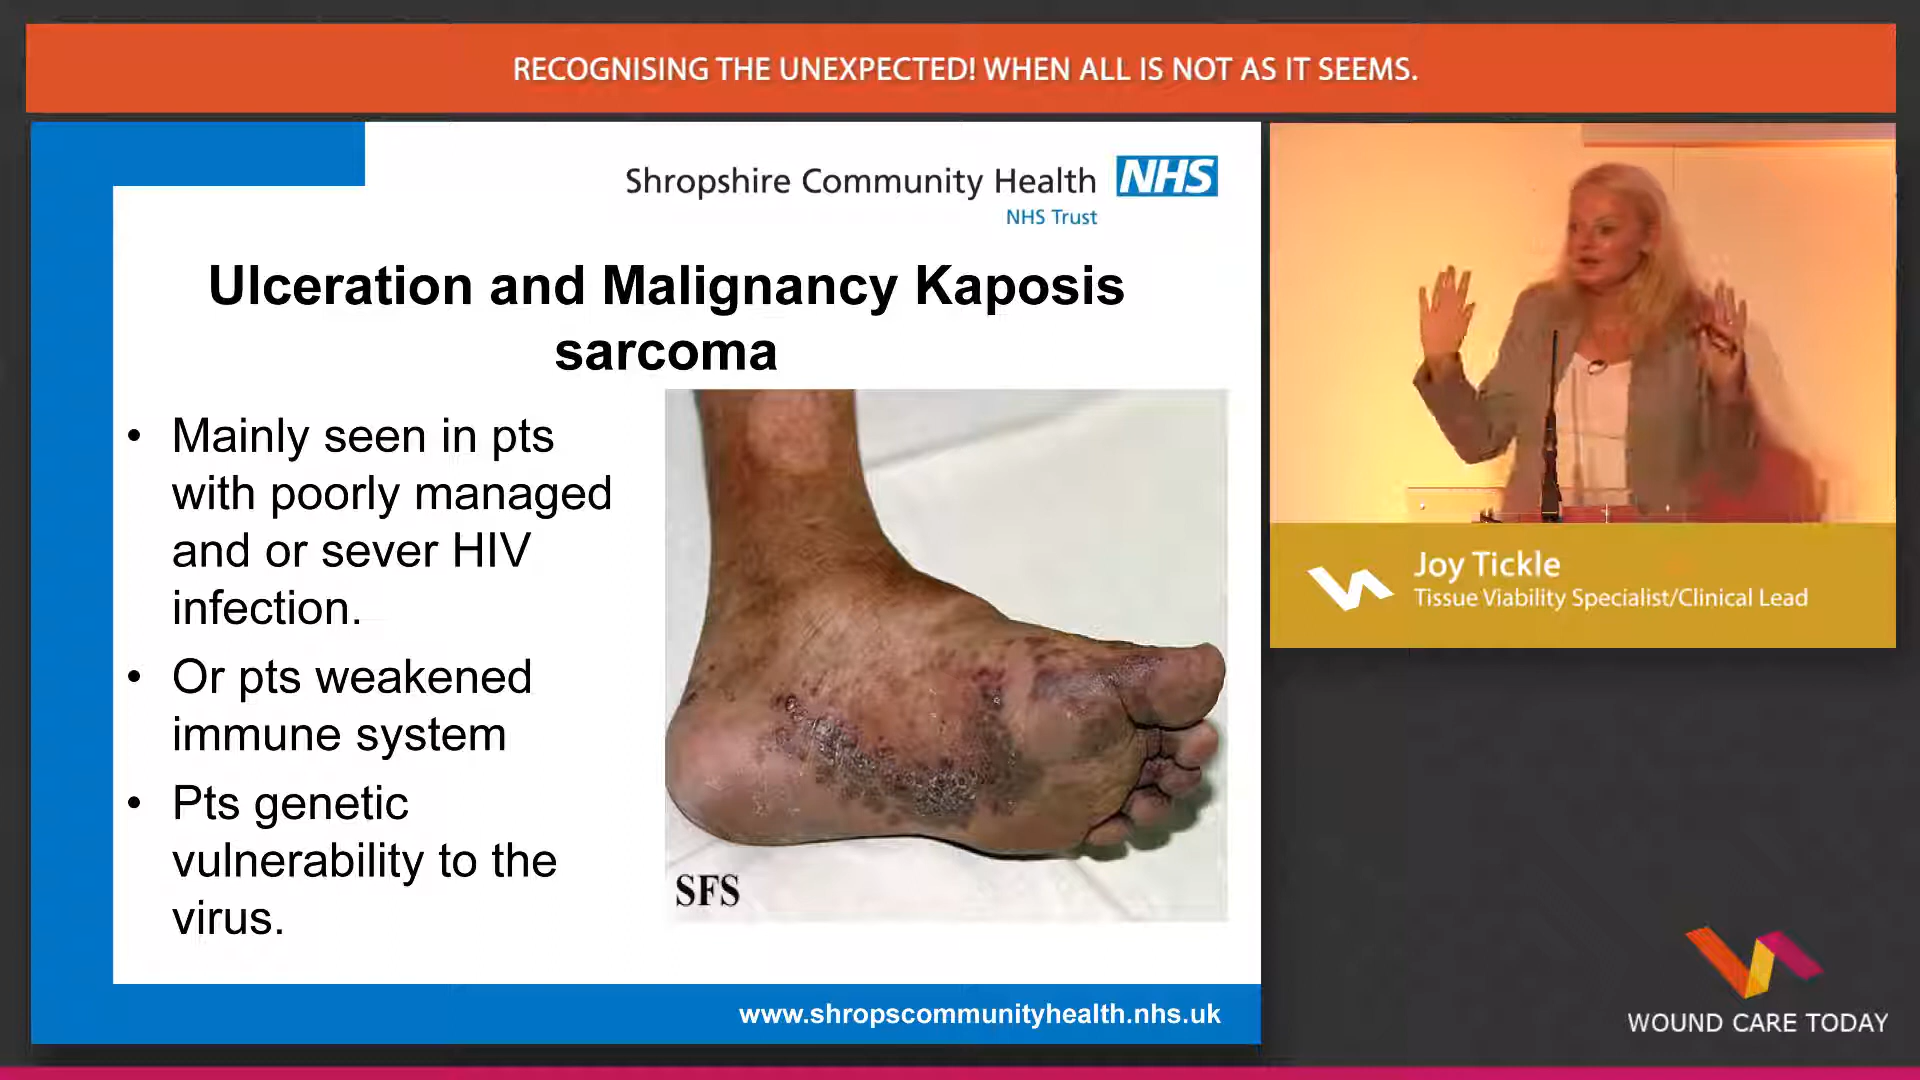 RECOGNISING THE UNEXPECTED! WHEN ALL IS NOT AS IT SEEMS.
Shropshire Community Health NHS
NHS Trust
Ulceration and Malignancy Kaposis
sarcoma
• Mainly seen in pts
with poorly managed
and or sever HIV
infection.
• Or pts weakened
immune system
• Pts genetic
vulnerability to the
virus.
SFS
www.shropscommunityhealth.nhs.uk
Joy Tickle
Tissue Viability Specialist/Clinical Lead
WOUND CARE TODAY